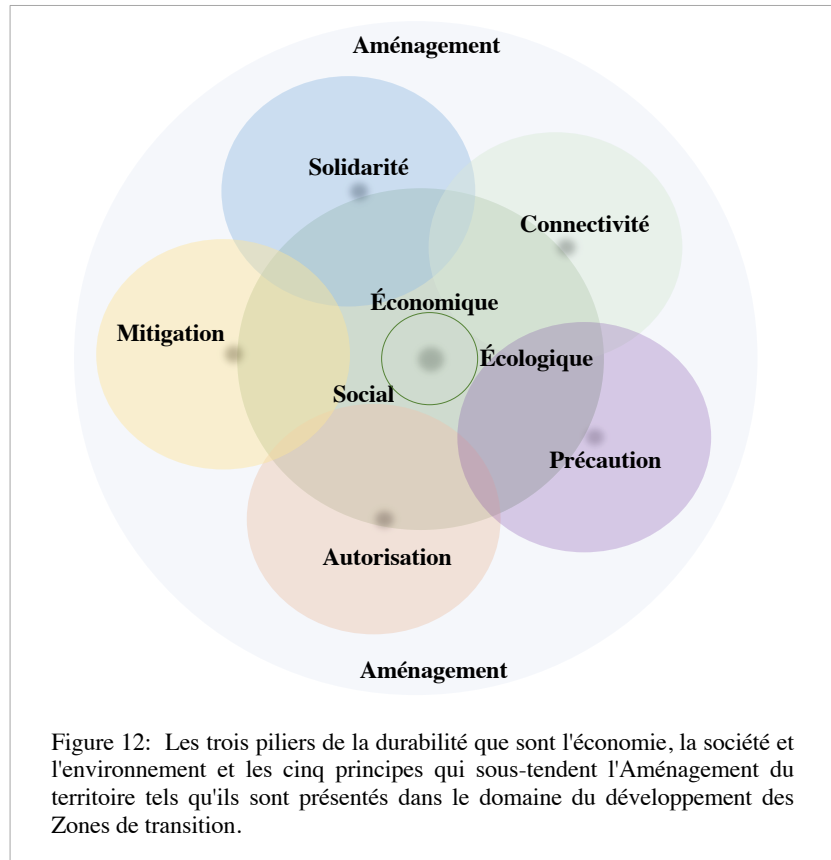 Aménagement
Solidarité
Connectivité
Économique
Mitigation
Écologique
Social
Précaution
Autorisation
Aménagement
Figure 12: Les trois piliers de la durabilité que sont l'économie, la société et
l'environnement et les cinq principes qui sous-tendent l'Aménagement du
territoire tels qu'ils sont présentés dans le domaine du développement des
Zones de transition.